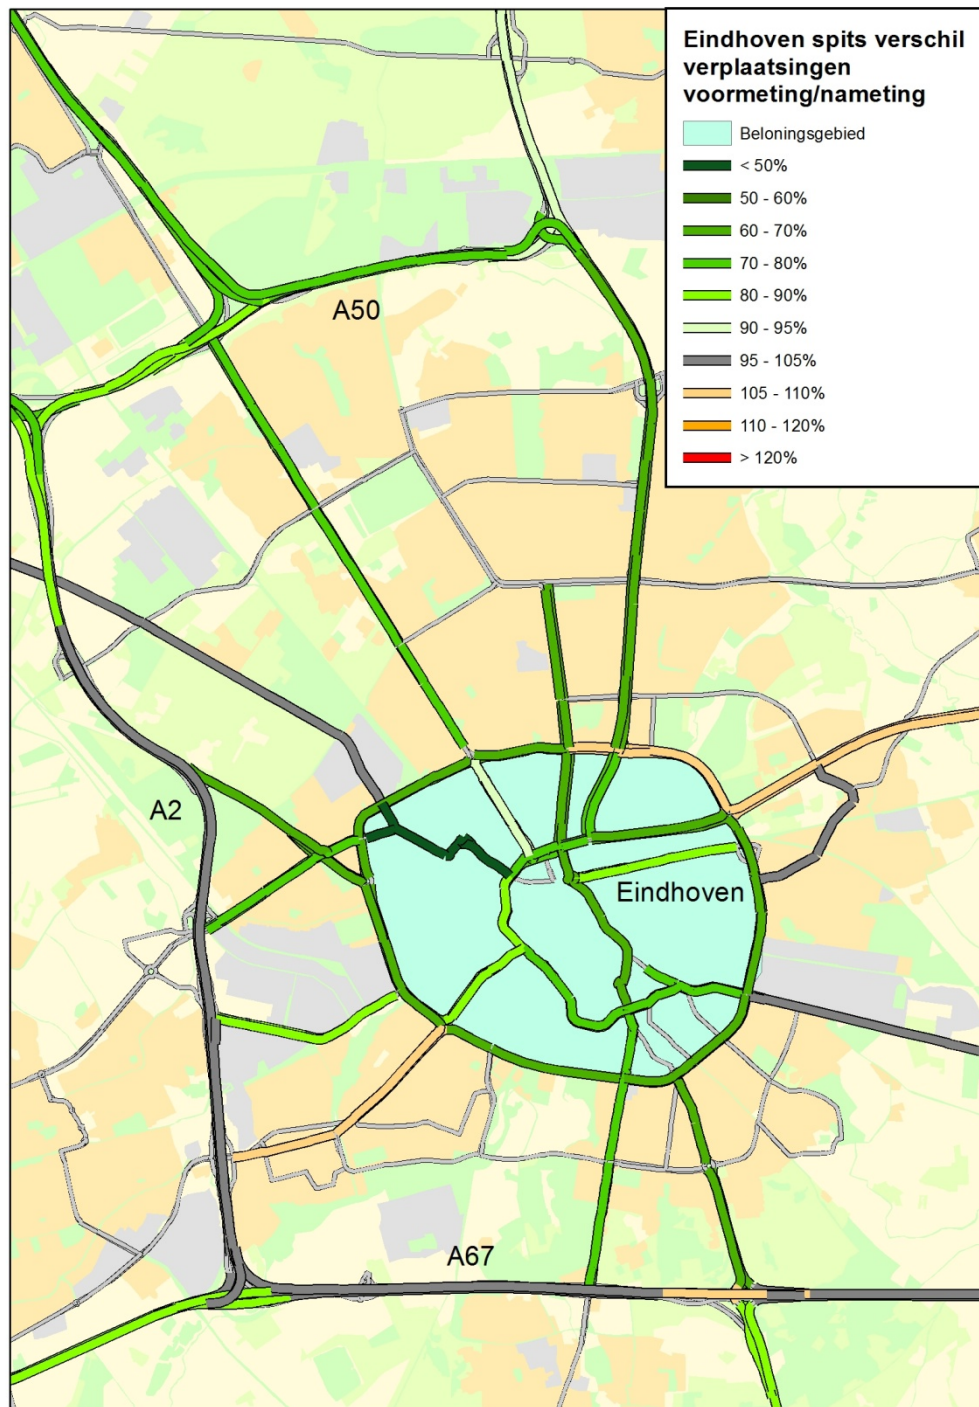 Eindhoven spits verschil
verplaatsingen
voormeting/nameting
Beloningsgebied
< 50%
50 - 60%
60 - 70%
70 - 80%
80 - 90%
90 - 95%
95 - 105%
105 - 110%
110 - 120%
> 120%
A50
A2
Eindhoven
A67